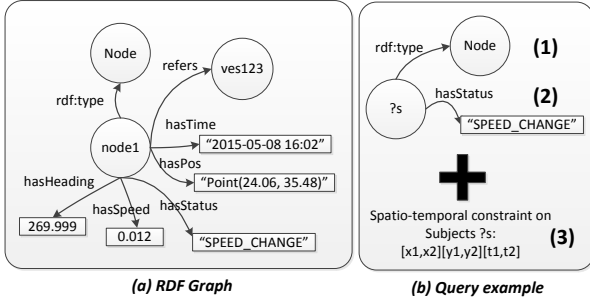 Node
refers
ves123
rdf:type
hasTime
"2015-05-08 16:02"
node1
hasPos
"Point(24.06, 35.48)"
hasHeading
hasSpeed
hasStatus
269.999
0.012
"SPEED_CHANGE"
(a) RDF Graph
rdf:type
Node
(1)
?s
hasStatus
(2)
"SPEED_CHANGE"
Spatio-temporal constraint on
Subjects ?s:
[x1,x2][y1,y2][t1,t2]
(3)
(b) Query example